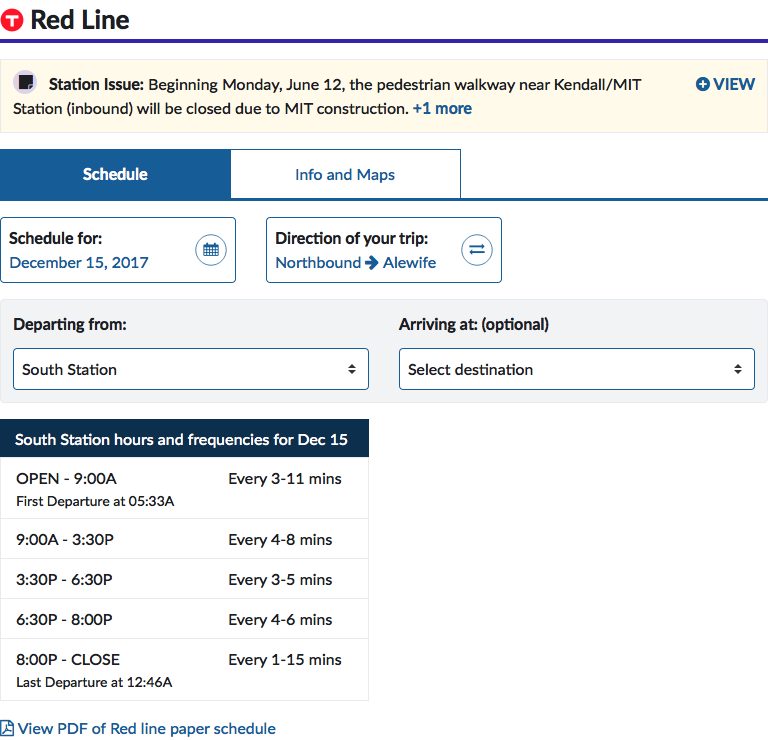 T Red Line
Station Issue: Beginning Monday, June 12, the pedestrian walkway near Kendall/MIT
VIEW
Station (inbound) will be closed due to MIT construction. +1 more
Schedule
Info and Maps
Schedule for:
December 15, 2017
Direction of your trip:
Northbound → Alewife
Departing from:
Arriving at: (optional)
South Station
Select destination
South Station hours and frequencies for Dec 15
OPEN - 9:00A Every 3-11 mins
First Departure at 05:33A
9:00A - 3:30P Every 4-8 mins
3:30P - 6:30P Every 3-5 mins
6:30P - 8:00P Every 4-6 mins
8:00P - CLOSE Every 1-15 mins
Last Departure at 12:46A
View PDF of Red line paper schedule